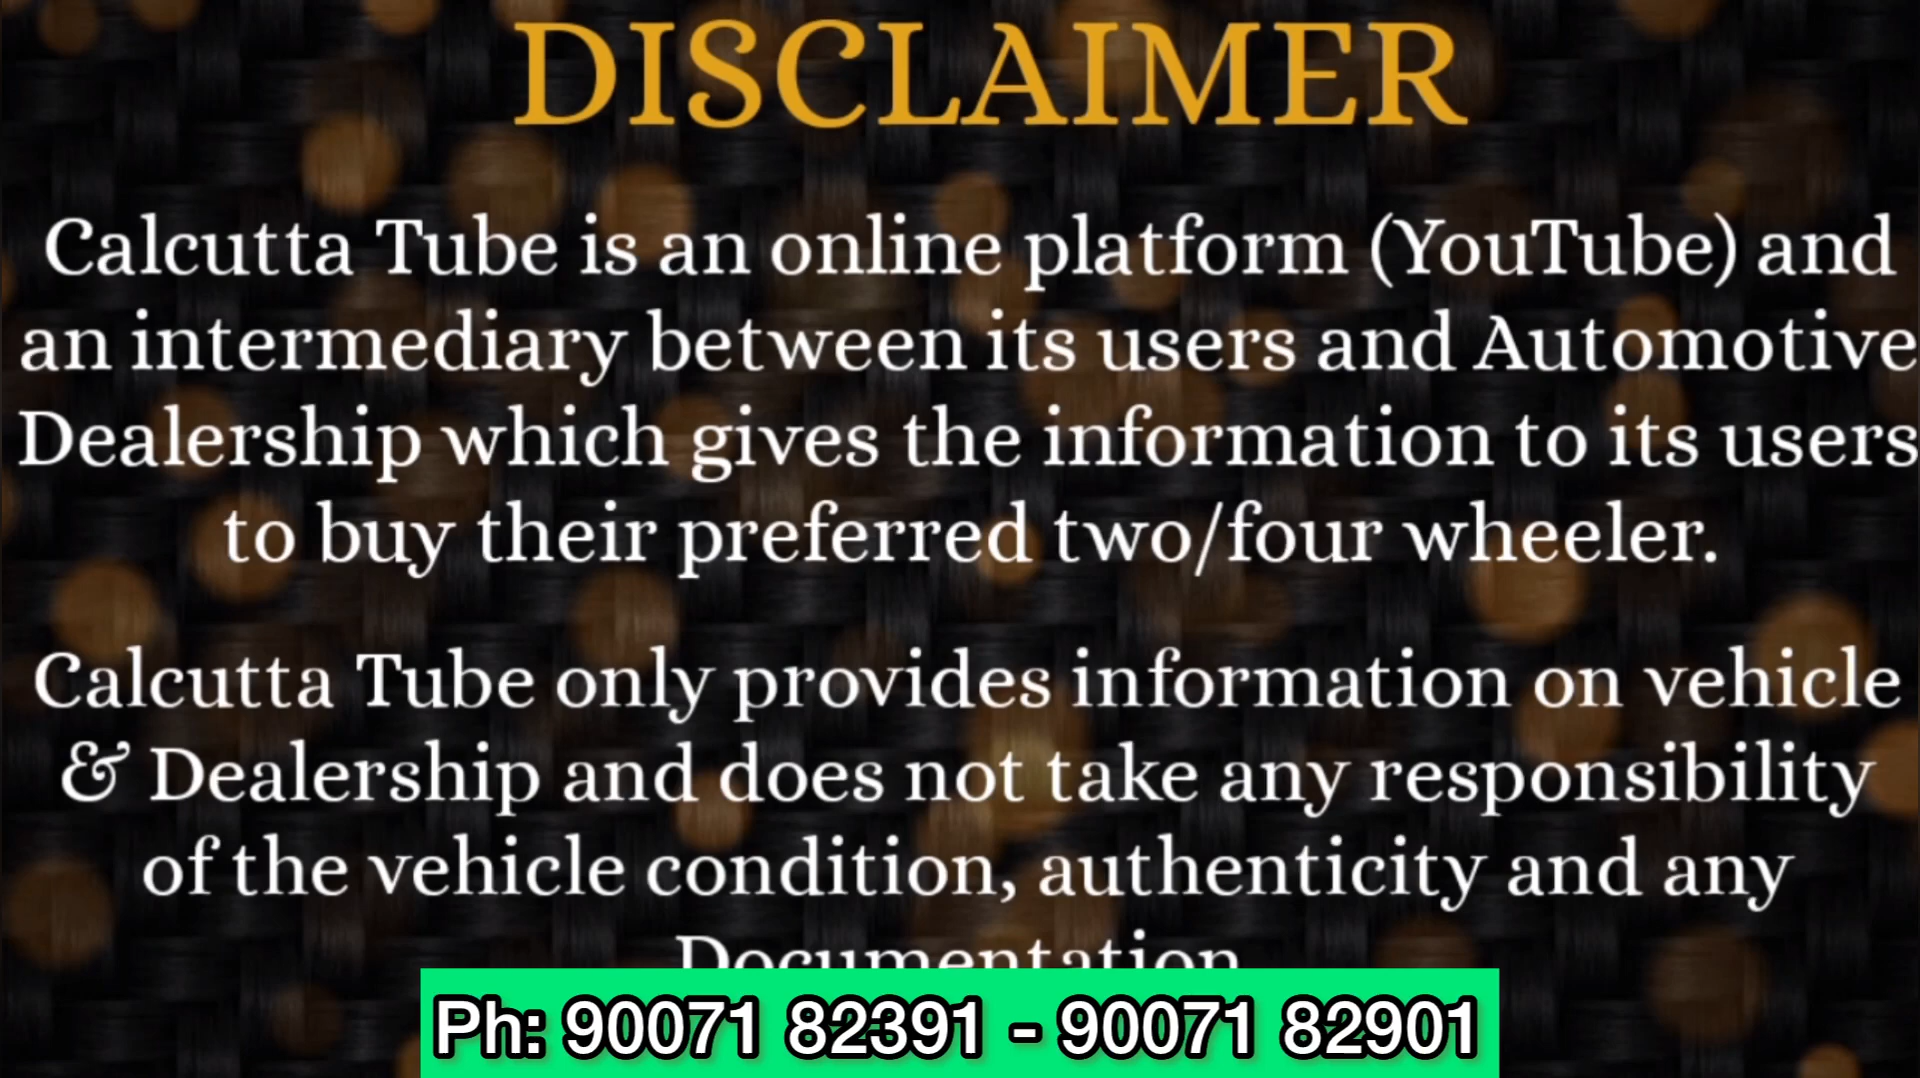 DISCLAIMER
Calcutta Tube is an online platform (YouTube) and
an intermediary between its users and Automotive
Dealership which gives the information to its users
to buy their preferred two/four wheeler.
Calcutta Tube only provides information on vehicle
& Dealership and does not take any responsibility
of the vehicle condition, authenticity and any
Documentation
Ph: 90071 82391 - 90071 82901